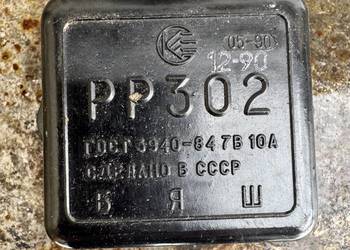 05-90
12-90
РР302
ГОСТ 3940-84 7В 10А
СДЕЛАНО В СССР
Б Я Ш